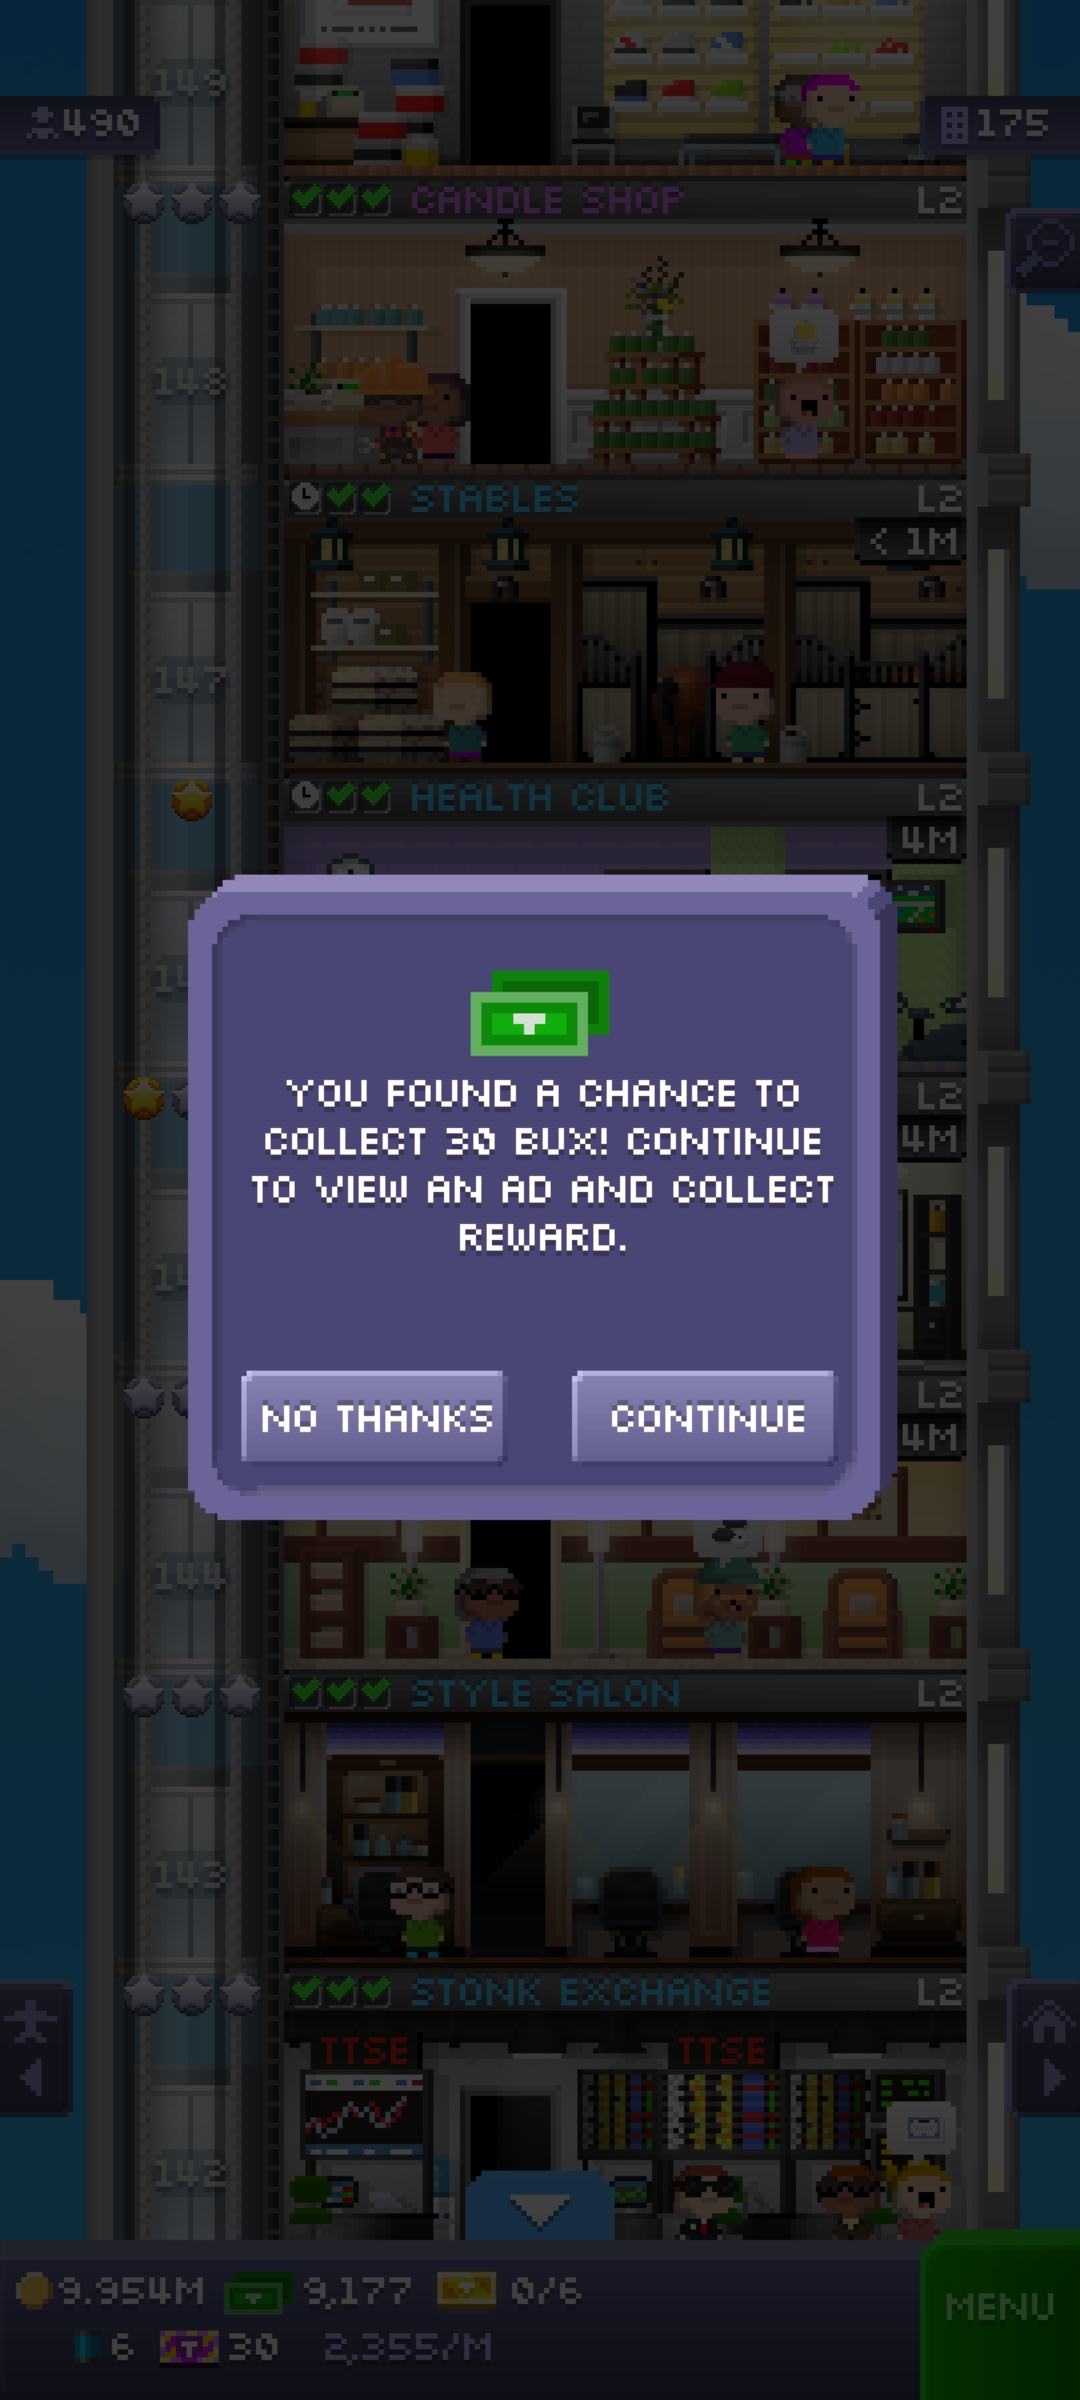 149
490
175
CANDLE SHOP L2
148
STABLES L2
< 1M
147
HEALTH CLUB L2
4M
L2
4M
YOU FOUND A CHANCE TO
COLLECT 30 BUX! CONTINUE
TO VIEW AN AD AND COLLECT
REWARD.
L2
NO THANKS CONTINUE
4M
144
STYLE SALON L2
143
STONK EXCHANGE L2
TTSE TTSE
142
9.954M 9,177 0/6
MENU
6 T 30 2,355/M